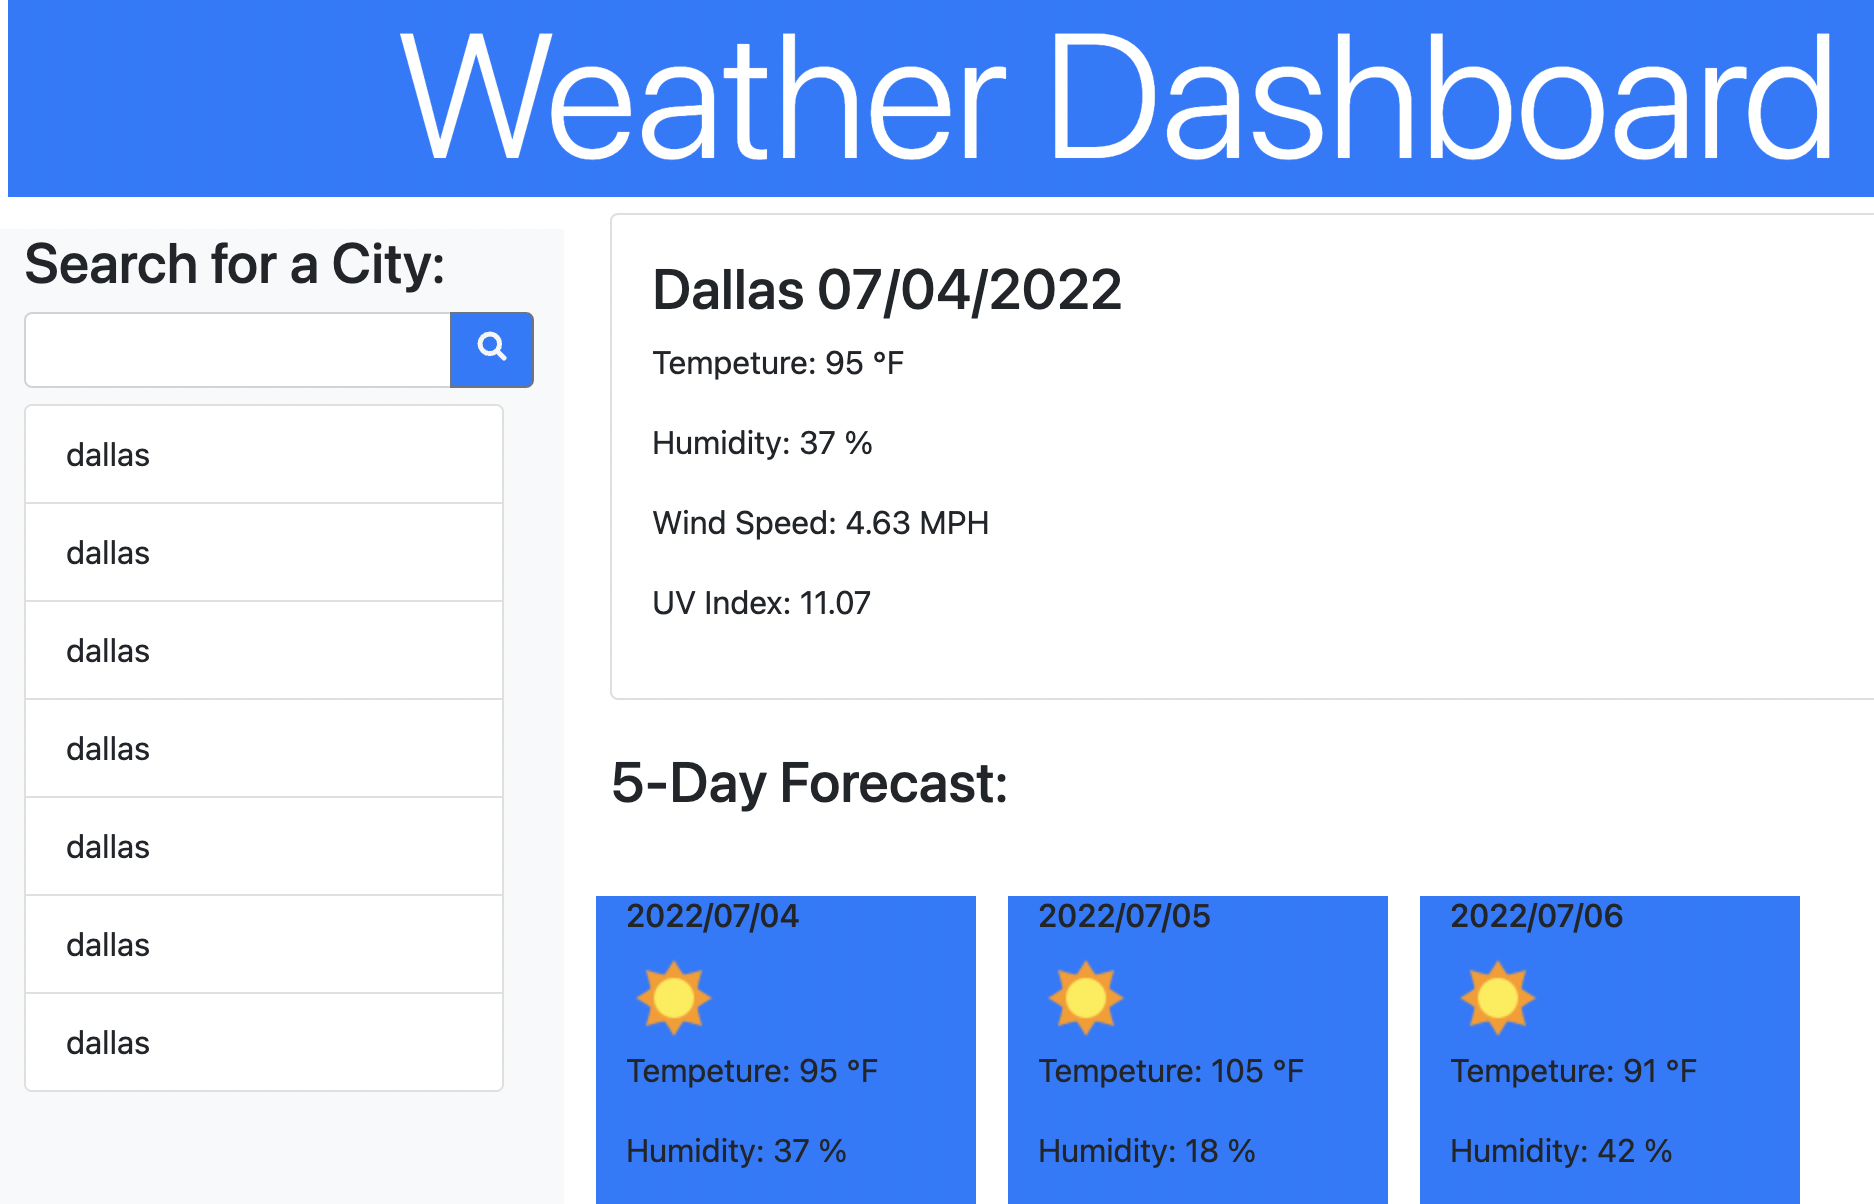 Weather Dashboard
Search for a City:
dallas
dallas
dallas
dallas
dallas
dallas
dallas
Dallas 07/04/2022
Tempeture: 95 °F
Humidity: 37 %
Wind Speed: 4.63 MPH
UV Index: 11.07
5-Day Forecast:
2022/07/04
Tempeture: 95 °F
Humidity: 37 %
2022/07/05
Tempeture: 105 °F
Humidity: 18 %
2022/07/06
Tempeture: 91 °F
Humidity: 42 %